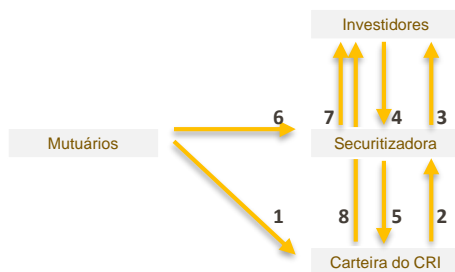 Investidores
7 4 3
6
Mutuários
Securitizadora
1 8 5 2
Carteira do CRI